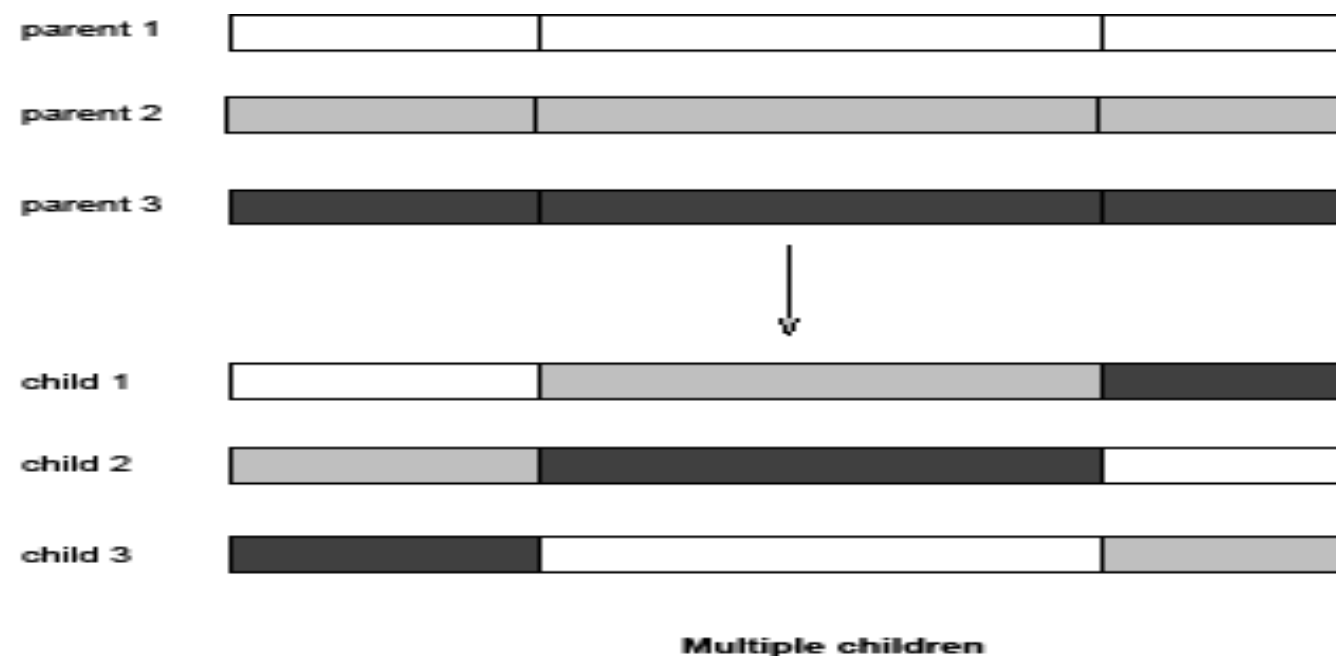 parent 1
parent 2
parent 3
child 1
child 2
child 3
Multiple children